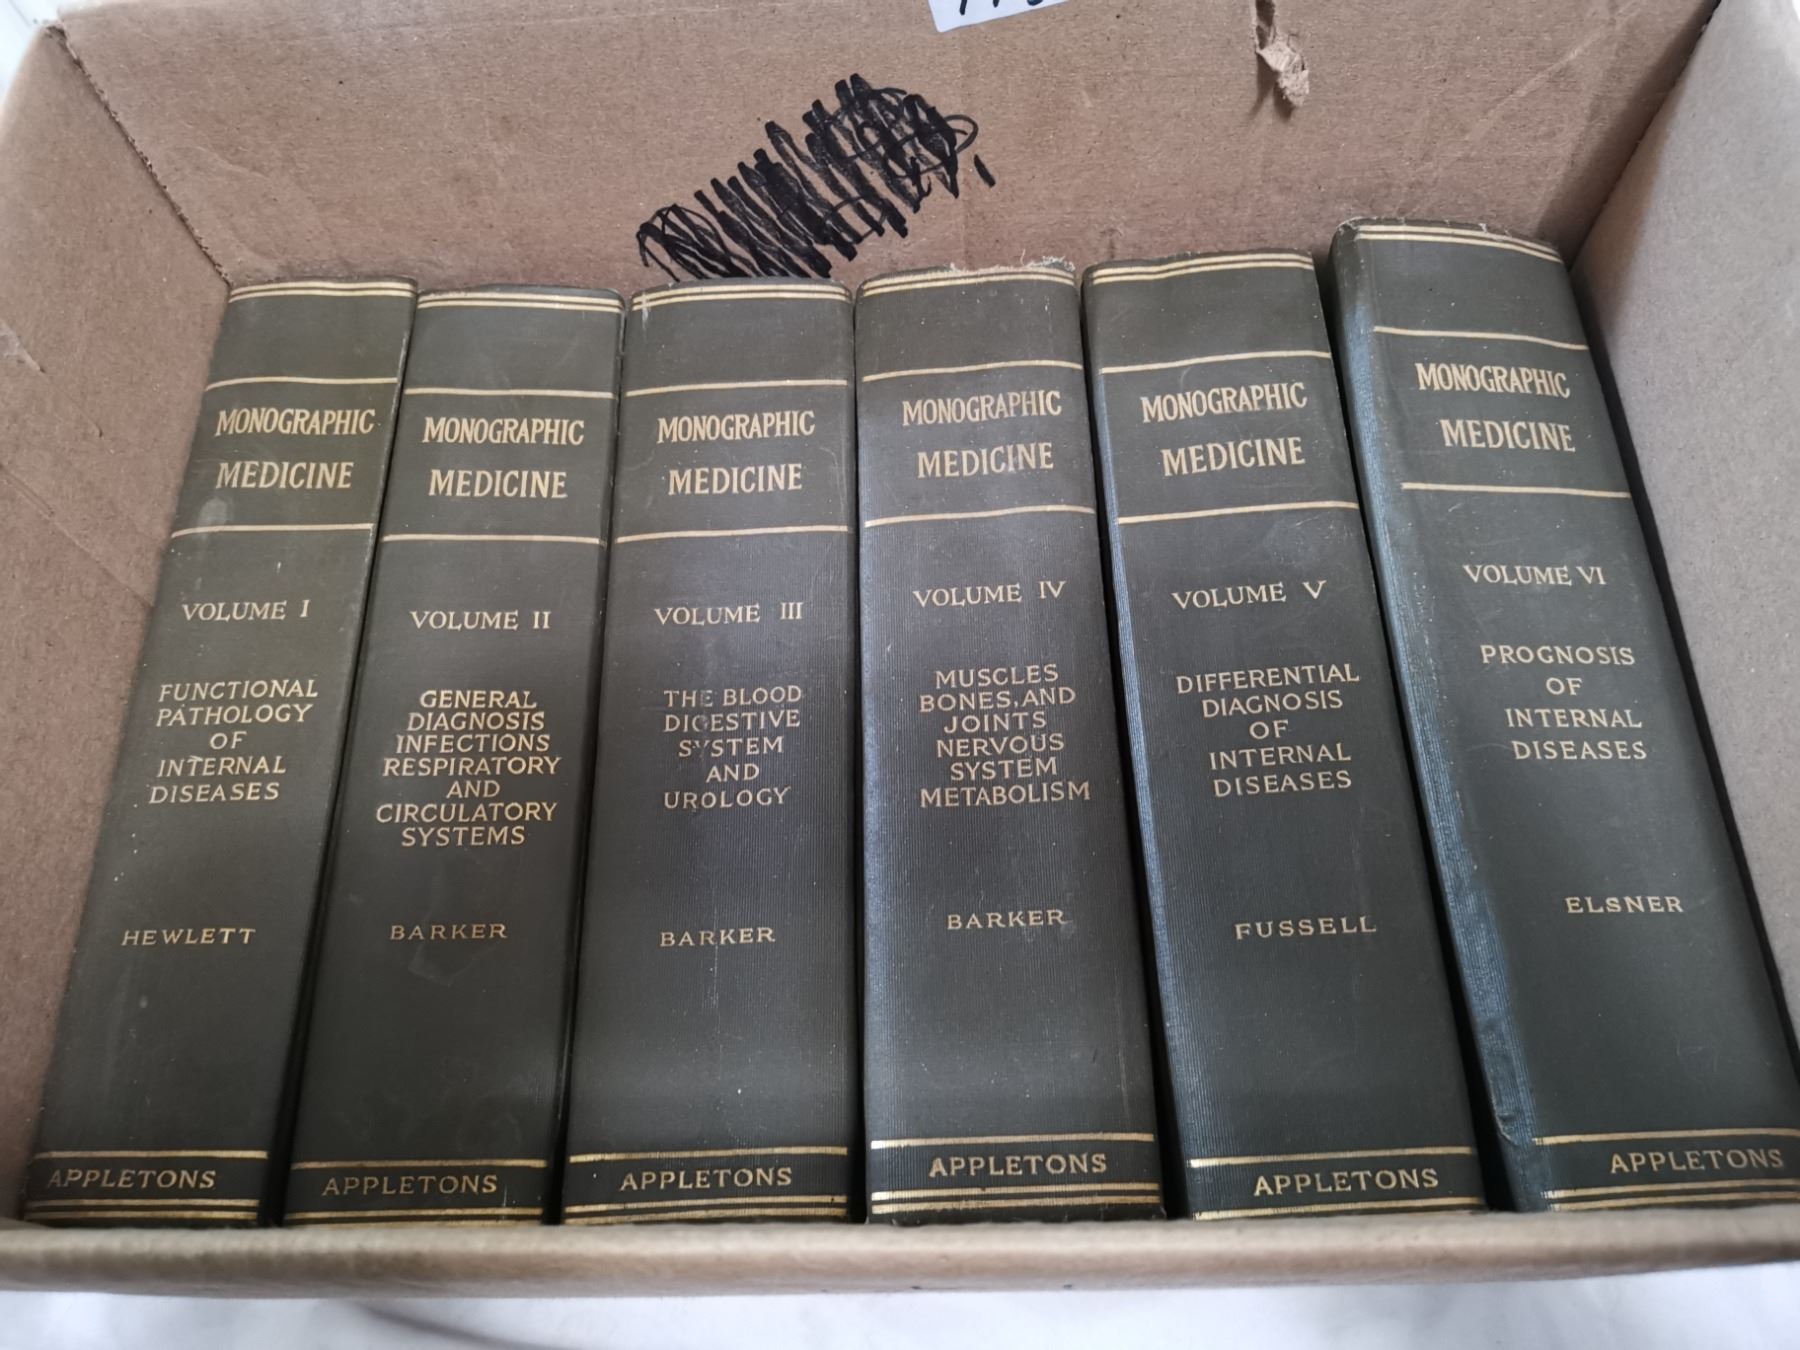 MONOGRAPHIC
MEDICINE
VOLUME I
FUNCTIONAL
PATHOLOGY
OF
INTERNAL
DISEASES
HEWLETT
APPLETONS
MONOGRAPHIC
MEDICINE
VOLUME II
GENERAL
DIAGNOSIS
INFECTIONS
RESPIRATORY
AND
CIRCULATORY
SYSTEMS
BARKER
APPLETONS
MONOGRAPHIC
MEDICINE
VOLUME III
THE BLOOD
DIGESTIVE
SYSTEM
AND
UROLOGY
BARKER
APPLETONS
MONOGRAPHIC
MEDICINE
VOLUME IV
MUSCLES
BONES, AND
JOINTS
NERVOUS
SYSTEM
METABOLISM
BARKER
APPLETONS
MONOGRAPHIC
MEDICINE
VOLUME V
DIFFERENTIAL
DIAGNOSIS
OF
INTERNAL
DISEASES
FUSSELL
APPLETONS
MONOGRAPHIC
MEDICINE
VOLUME VI
PROGNOSIS
OF
INTERNAL
DISEASES
ELSNER
APPLETONS